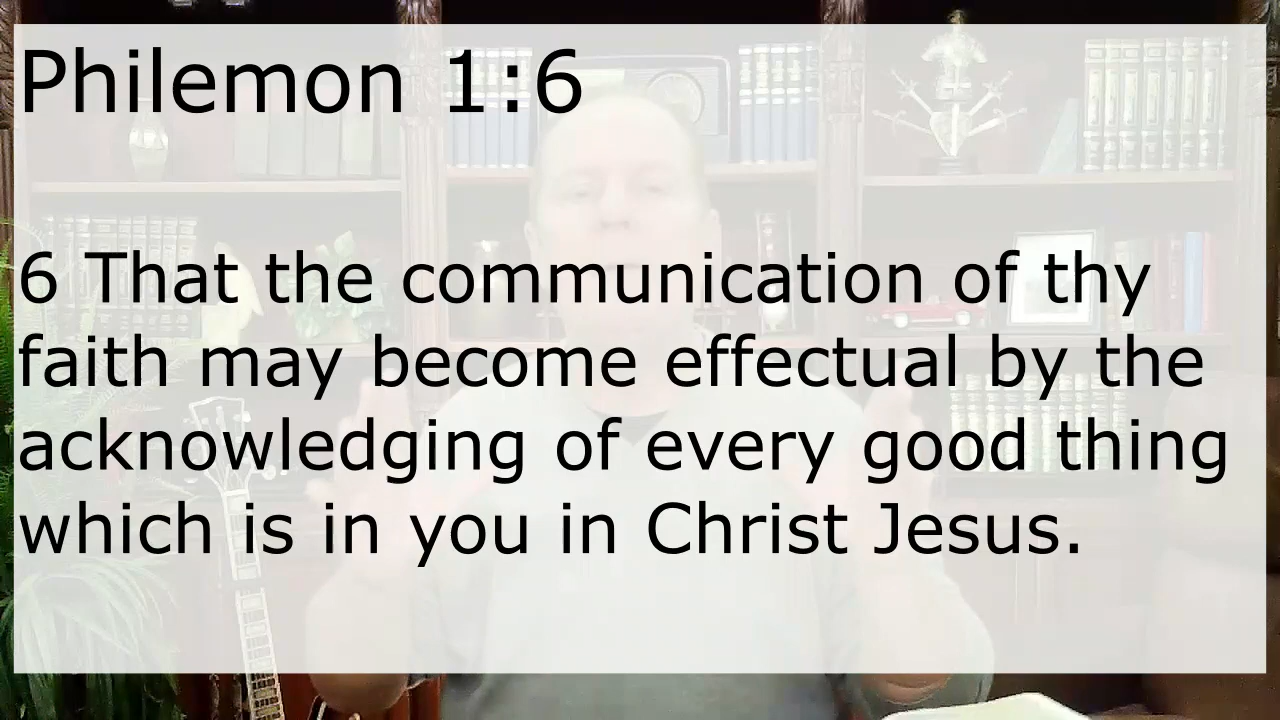 Philemon 1:6
6 That the communication of thy
faith may become effectual by the
acknowledging of every good thing
which is in you in Christ Jesus.